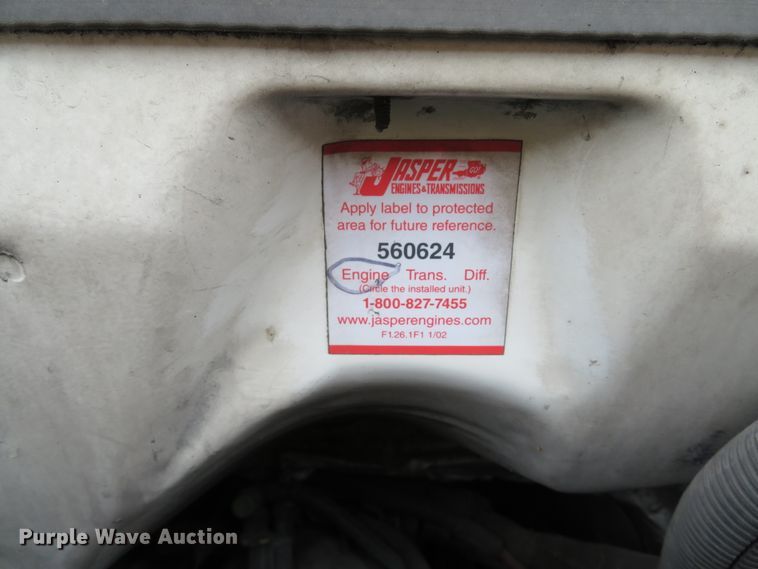 JASPER
ENGINES & TRANSMISSIONS
Apply label to protected
area for future reference.
560624
Engine Trans. Diff.
(Circle the installed unit.)
1-800-827-7455
www.jasperengines.com
F1.26.1F1 1/02
Purple Wave Auction